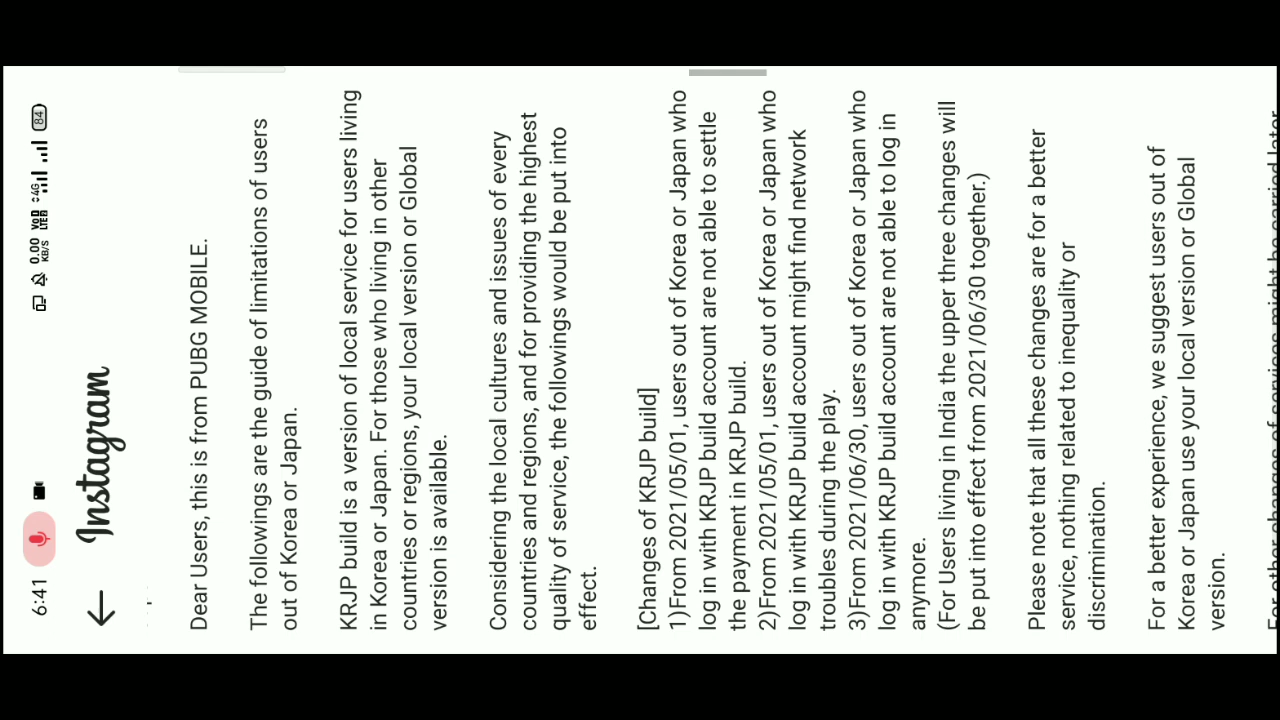 6:41
0.00 KB/S VoD LTE 4G 84
Instagram
Dear Users, this is from PUBG MOBILE.
The followings are the guide of limitations of users
out of Korea or Japan.
KRJP build is a version of local service for users living
in Korea or Japan. For those who living in other
countries or regions, your local version or Global
version is available.
Considering the local cultures and issues of every
countries and regions, and for providing the highest
quality of service, the followings would be put into
effect.
[Changes of KRJP build]
1)From 2021/05/01, users out of Korea or Japan who
log in with KRJP build account are not able to settle
the payment in KRJP build.
2)From 2021/05/01, users out of Korea or Japan who
log in with KRJP build account might find network
troubles during the play.
3)From 2021/06/30, users out of Korea or Japan who
log in with KRJP build account are not able to log in
anymore.
(For Users living in India the upper three changes will
be put into effect from 2021/06/30 together.)
Please note that all these changes are for a better
service, nothing related to inequality or
discrimination.
For a better experience, we suggest users out of
Korea or Japan use your local version or Global
version.